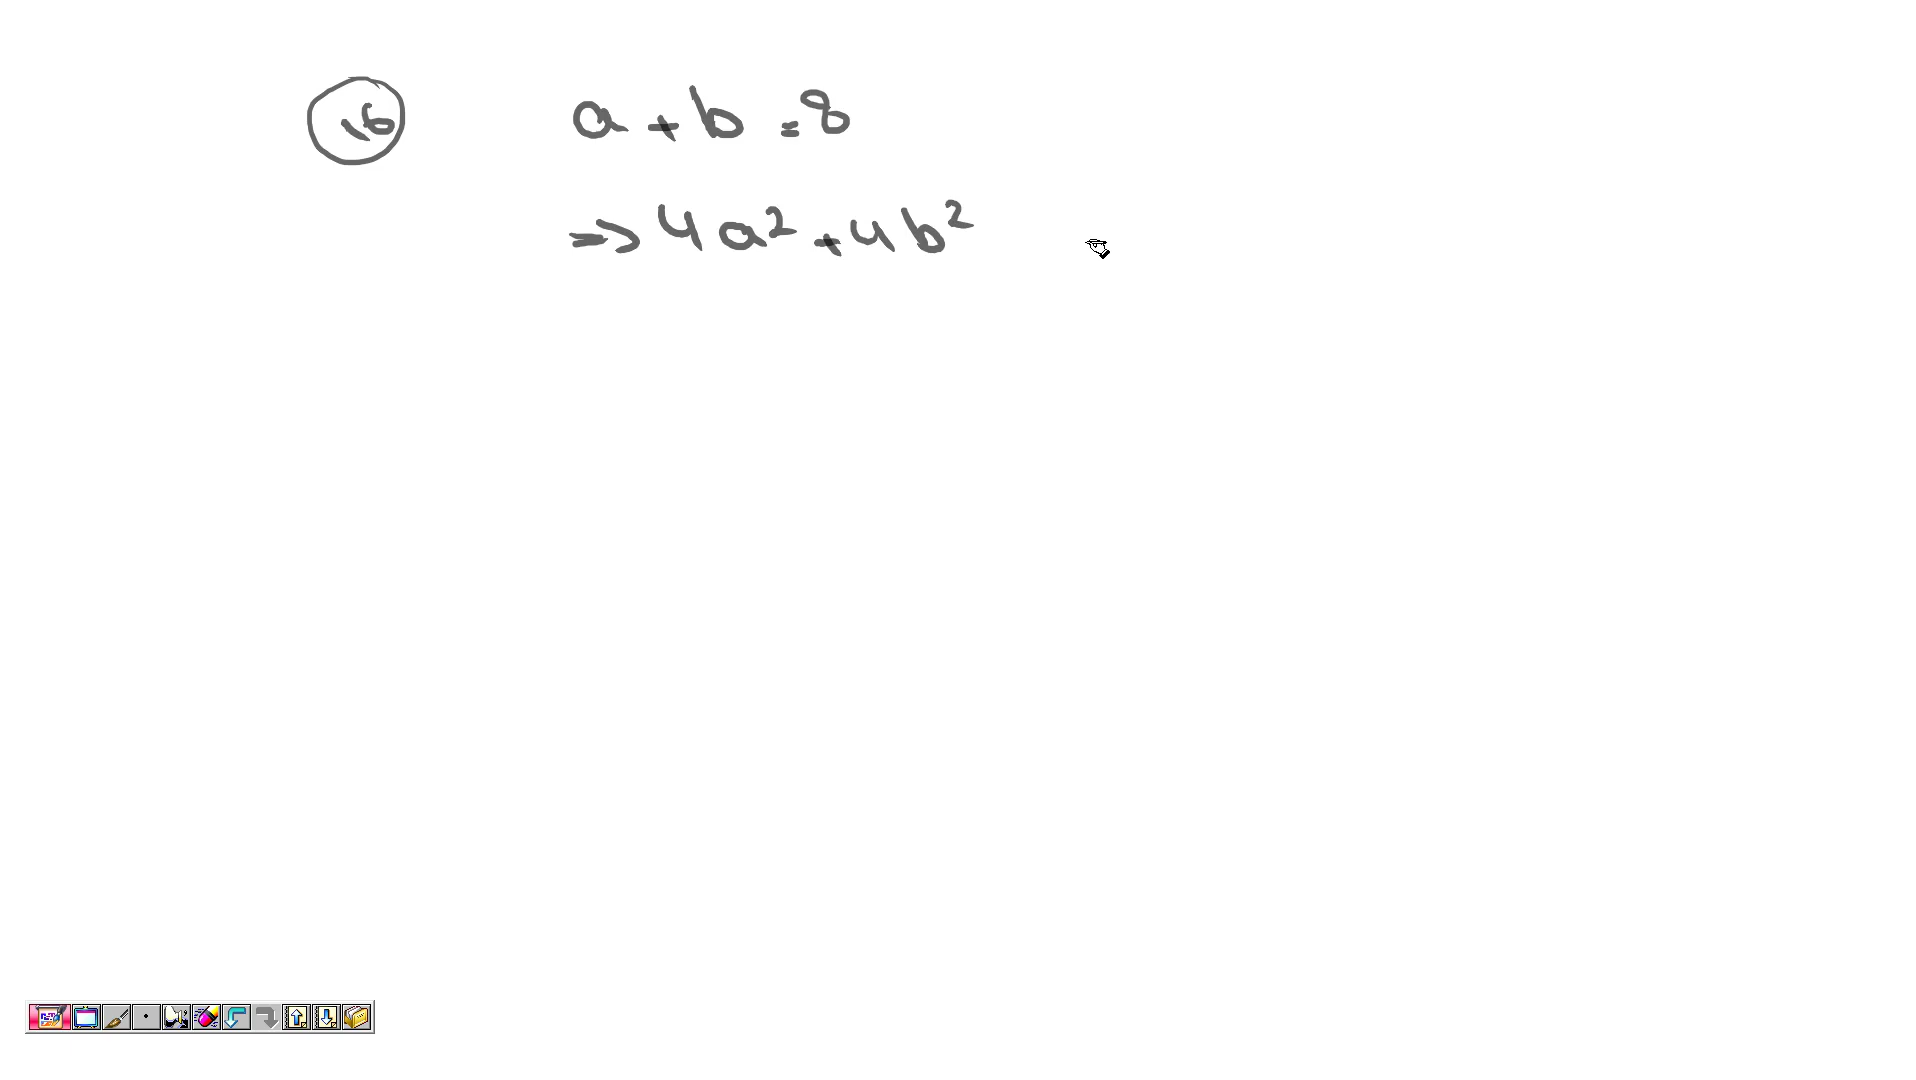 16 a + b = 8
=> 4a² + 4b²